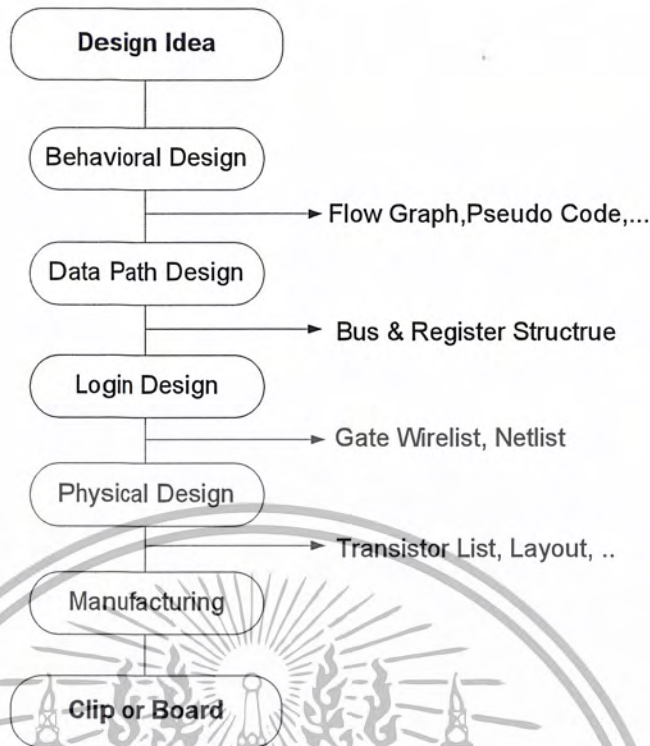 Design Idea
Behavioral Design
Flow Graph,Pseudo Code,...
Data Path Design
Bus & Register Structrue
Login Design
Gate Wirelist, Netlist
Physical Design
Transistor List, Layout, ..
Manufacturing
Clip or Board